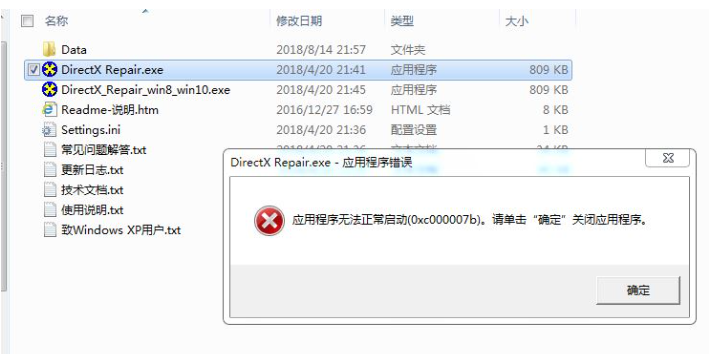 名称 修改日期 类型 大小
Data 2018/8/14 21:57 文件夹
DirectX Repair.exe 2018/4/20 21:41 应用程序 809 KB
DirectX_Repair_win8_win10.exe 2018/4/20 21:45 应用程序 809 KB
Readme-说明.htm 2016/12/27 16:59 HTML 文档 8 KB
Settings.ini 2018/4/20 21:36 配置设置 1 KB
常见问题解答.txt
更新日志.txt
技术文档.txt
使用说明.txt
致Windows XP用户.txt
DirectX Repair.exe - 应用程序错误
应用程序无法正常启动(0xc000007b)。请单击“确定”关闭应用程序。
确定